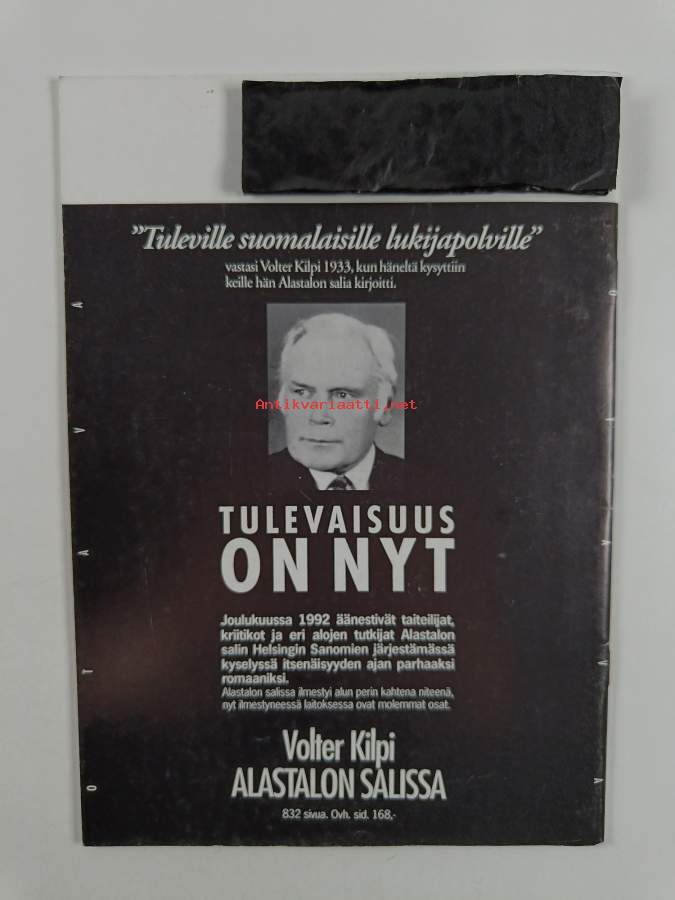 ”Tuleville suomalaisille lukijapolville”
vastasi Volter Kilpi 1933, kun häneltä kysyttiin
keille hän Alastalon salia kirjoitti.
Antikvariaatti.net
TULEVAISUUS
ON NYT
Joulukuussa 1992 äänestivät taiteilijat,
kriitikot ja eri alojen tutkijat Alastalon
salin Helsingin Sanomien järjestämässä
kyselyssä itsenäisyyden ajan parhaaksi
romaaniksi.
Alastalon salissa ilmestyi alun perin kahtena niteenä,
nyt ilmestyneessä laitoksessa ovat molemmat osat.
Volter Kilpi
ALASTALON SALISSA
832 sivua. Ovh. sid. 168,-
O T A V A